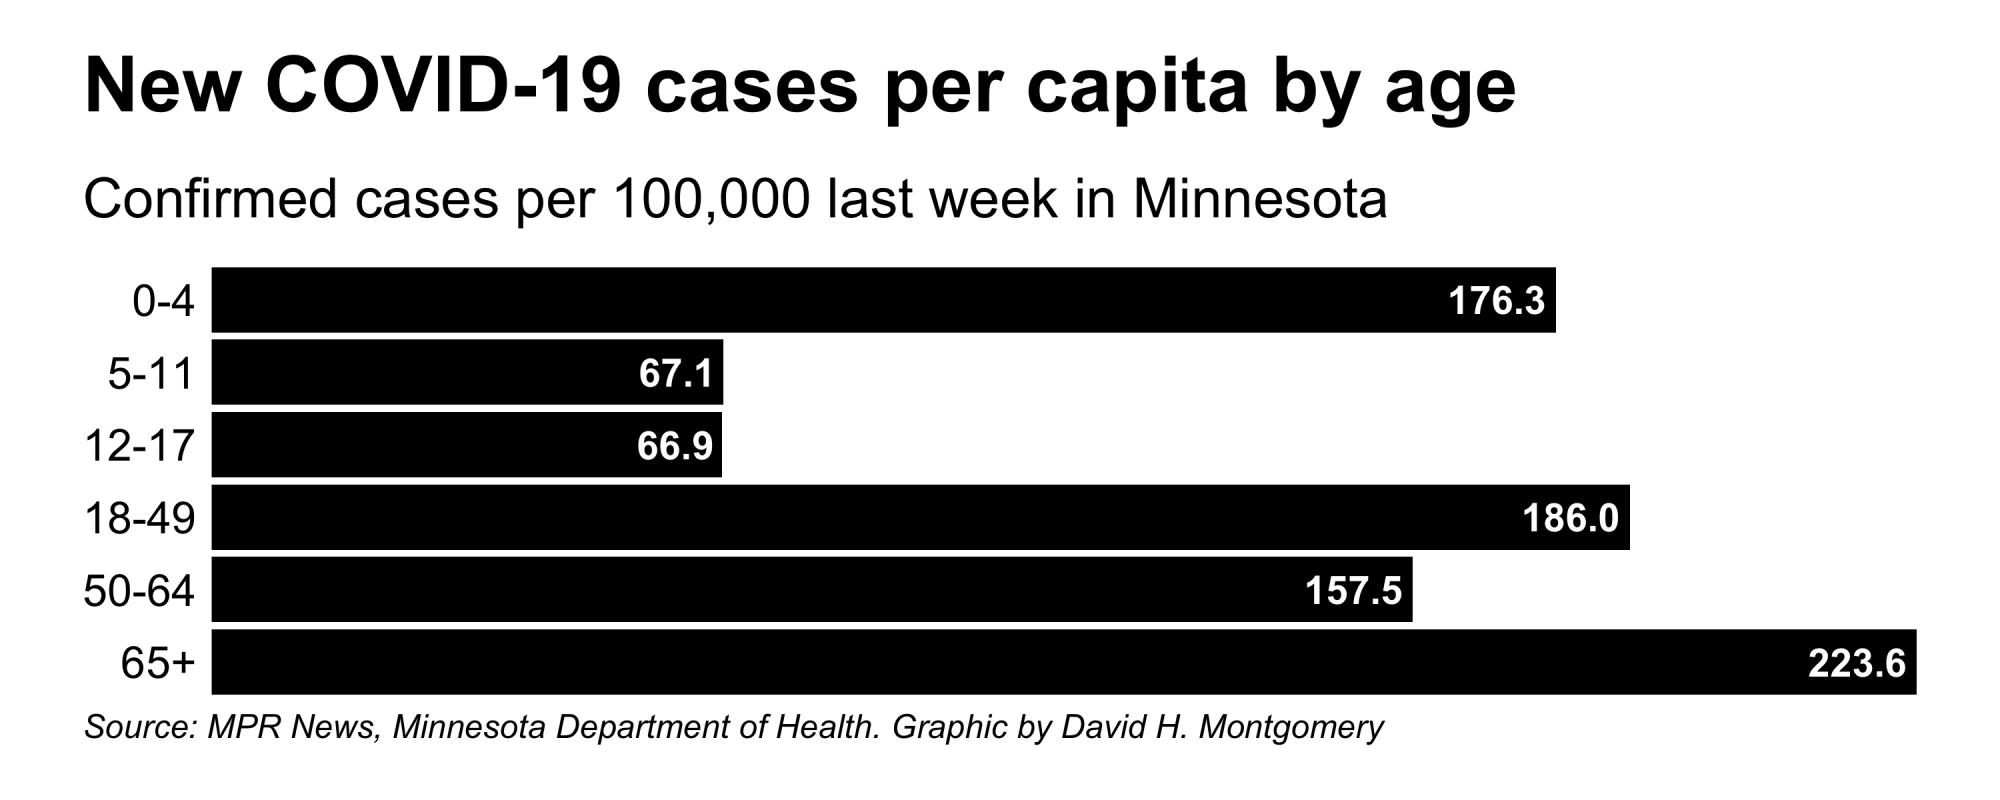 New COVID-19 cases per capita by age
Confirmed cases per 100,000 last week in Minnesota
0-4 176.3
5-11 67.1
12-17 66.9
18-49 186.0
50-64 157.5
65+ 223.6
Source: MPR News, Minnesota Department of Health. Graphic by David H. Montgomery